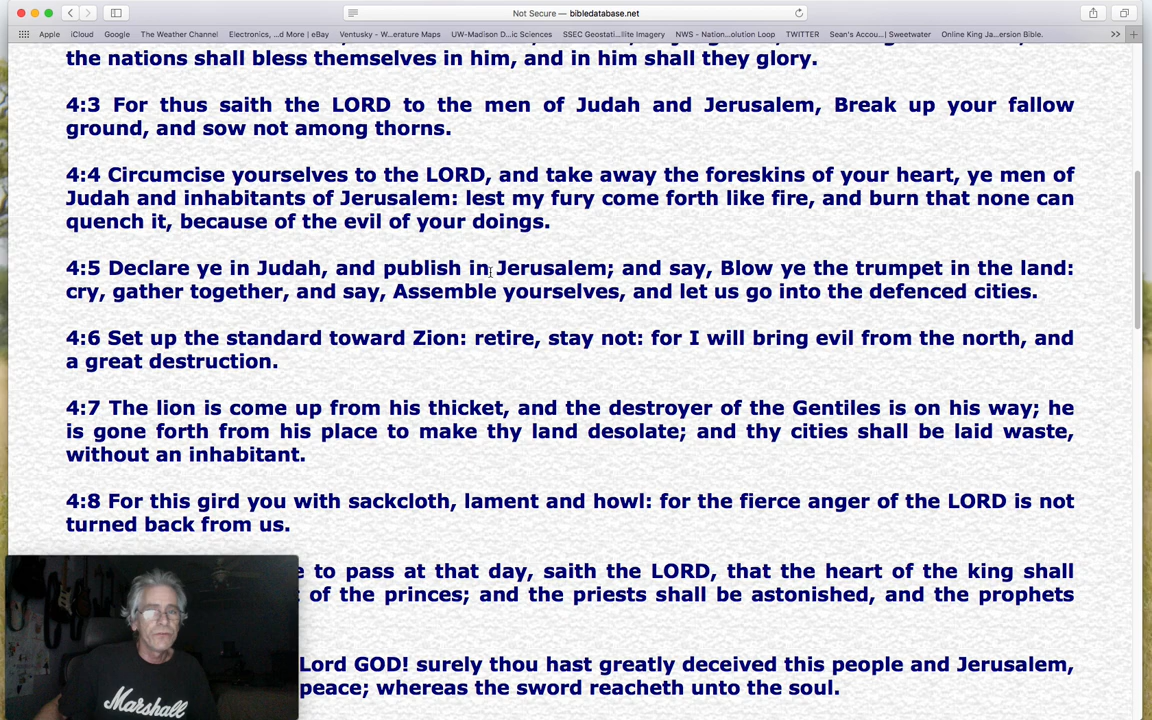 Not Secure — bibledatabase.net
Apple iCloud Google The Weather Channel Electronics, ...d More | eBay Ventusky - W...erature Maps UW-Madison D...ic Sciences SSEC Geostati...llite Imagery NWS - Nation...olution Loop TWITTER Sean's Accou...| Sweetwater Online King Ja...ersion Bible. >>
the nations shall bless themselves in him, and in him shall they glory.
4:3 For thus saith the LORD to the men of Judah and Jerusalem, Break up your fallow
ground, and sow not among thorns.
4:4 Circumcise yourselves to the LORD, and take away the foreskins of your heart, ye men of
Judah and inhabitants of Jerusalem: lest my fury come forth like fire, and burn that none can
quench it, because of the evil of your doings.
4:5 Declare ye in Judah, and publish in Jerusalem; and say, Blow ye the trumpet in the land:
cry, gather together, and say, Assemble yourselves, and let us go into the defenced cities.
4:6 Set up the standard toward Zion: retire, stay not: for I will bring evil from the north, and
a great destruction.
4:7 The lion is come up from his thicket, and the destroyer of the Gentiles is on his way; he
is gone forth from his place to make thy land desolate; and thy cities shall be laid waste,
without an inhabitant.
4:8 For this gird you with sackcloth, lament and howl: for the fierce anger of the LORD is not
turned back from us.
to pass at that day, saith the LORD, that the heart of the king shall
of the princes; and the priests shall be astonished, and the prophets
Lord GOD! surely thou hast greatly deceived this people and Jerusalem,
peace; whereas the sword reacheth unto the soul.
Marshall